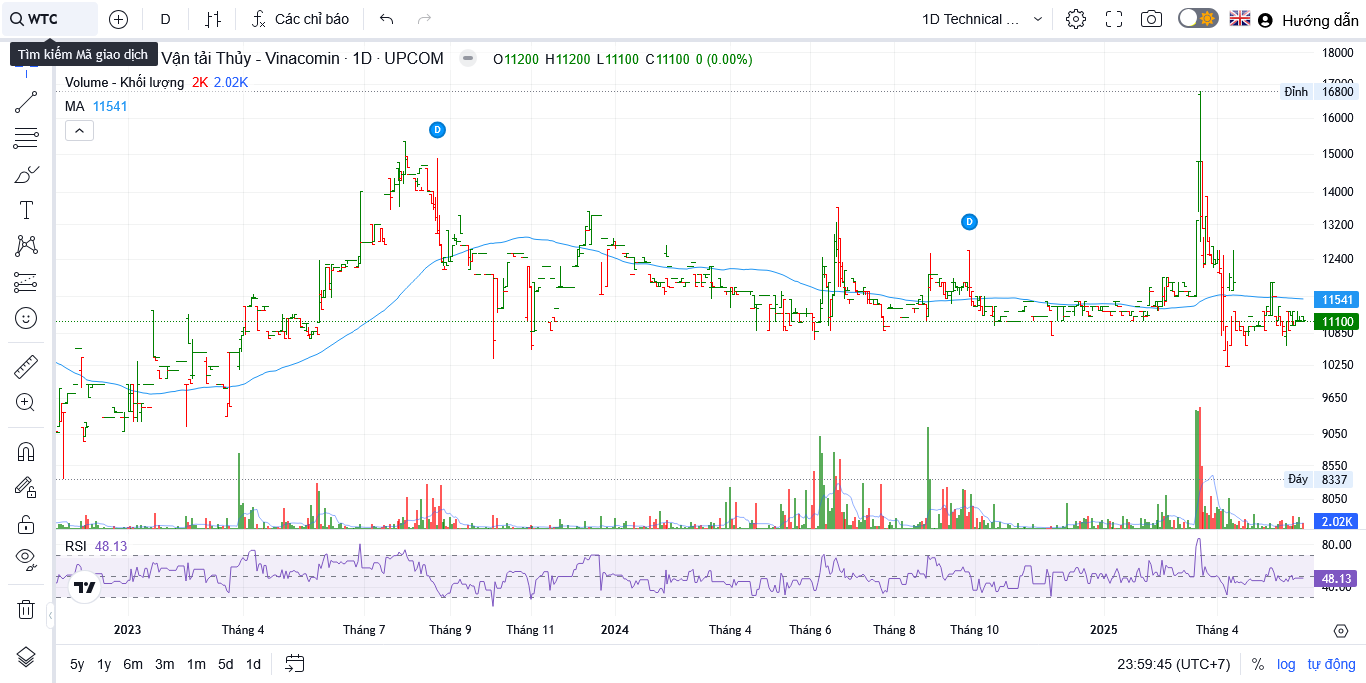 WTC D Các chỉ báo 1D Technical ... Hướng dẫn
Tìm kiếm Mã giao dịch Vận tải Thủy - Vinacomin · 1D · UPCOM O11200 H11200 L11100 C11100 0 (0.00%)
Volume - Khối lượng 2K 2.02K
MA 11541
D
D
18000
17000
Đỉnh 16800
16000
15000
14000
13200
12400
11541
11100
10850
10250
9650
9050
8550
Đáy 8337
8050
2.02K
RSI 48.13
80.00
48.13
40.00
2023 Tháng 4 Tháng 7 Tháng 9 Tháng 11 2024 Tháng 4 Tháng 6 Tháng 8 Tháng 10 2025 Tháng 4
5y 1y 6m 3m 1m 5d 1d 23:59:45 (UTC+7) % log tự động